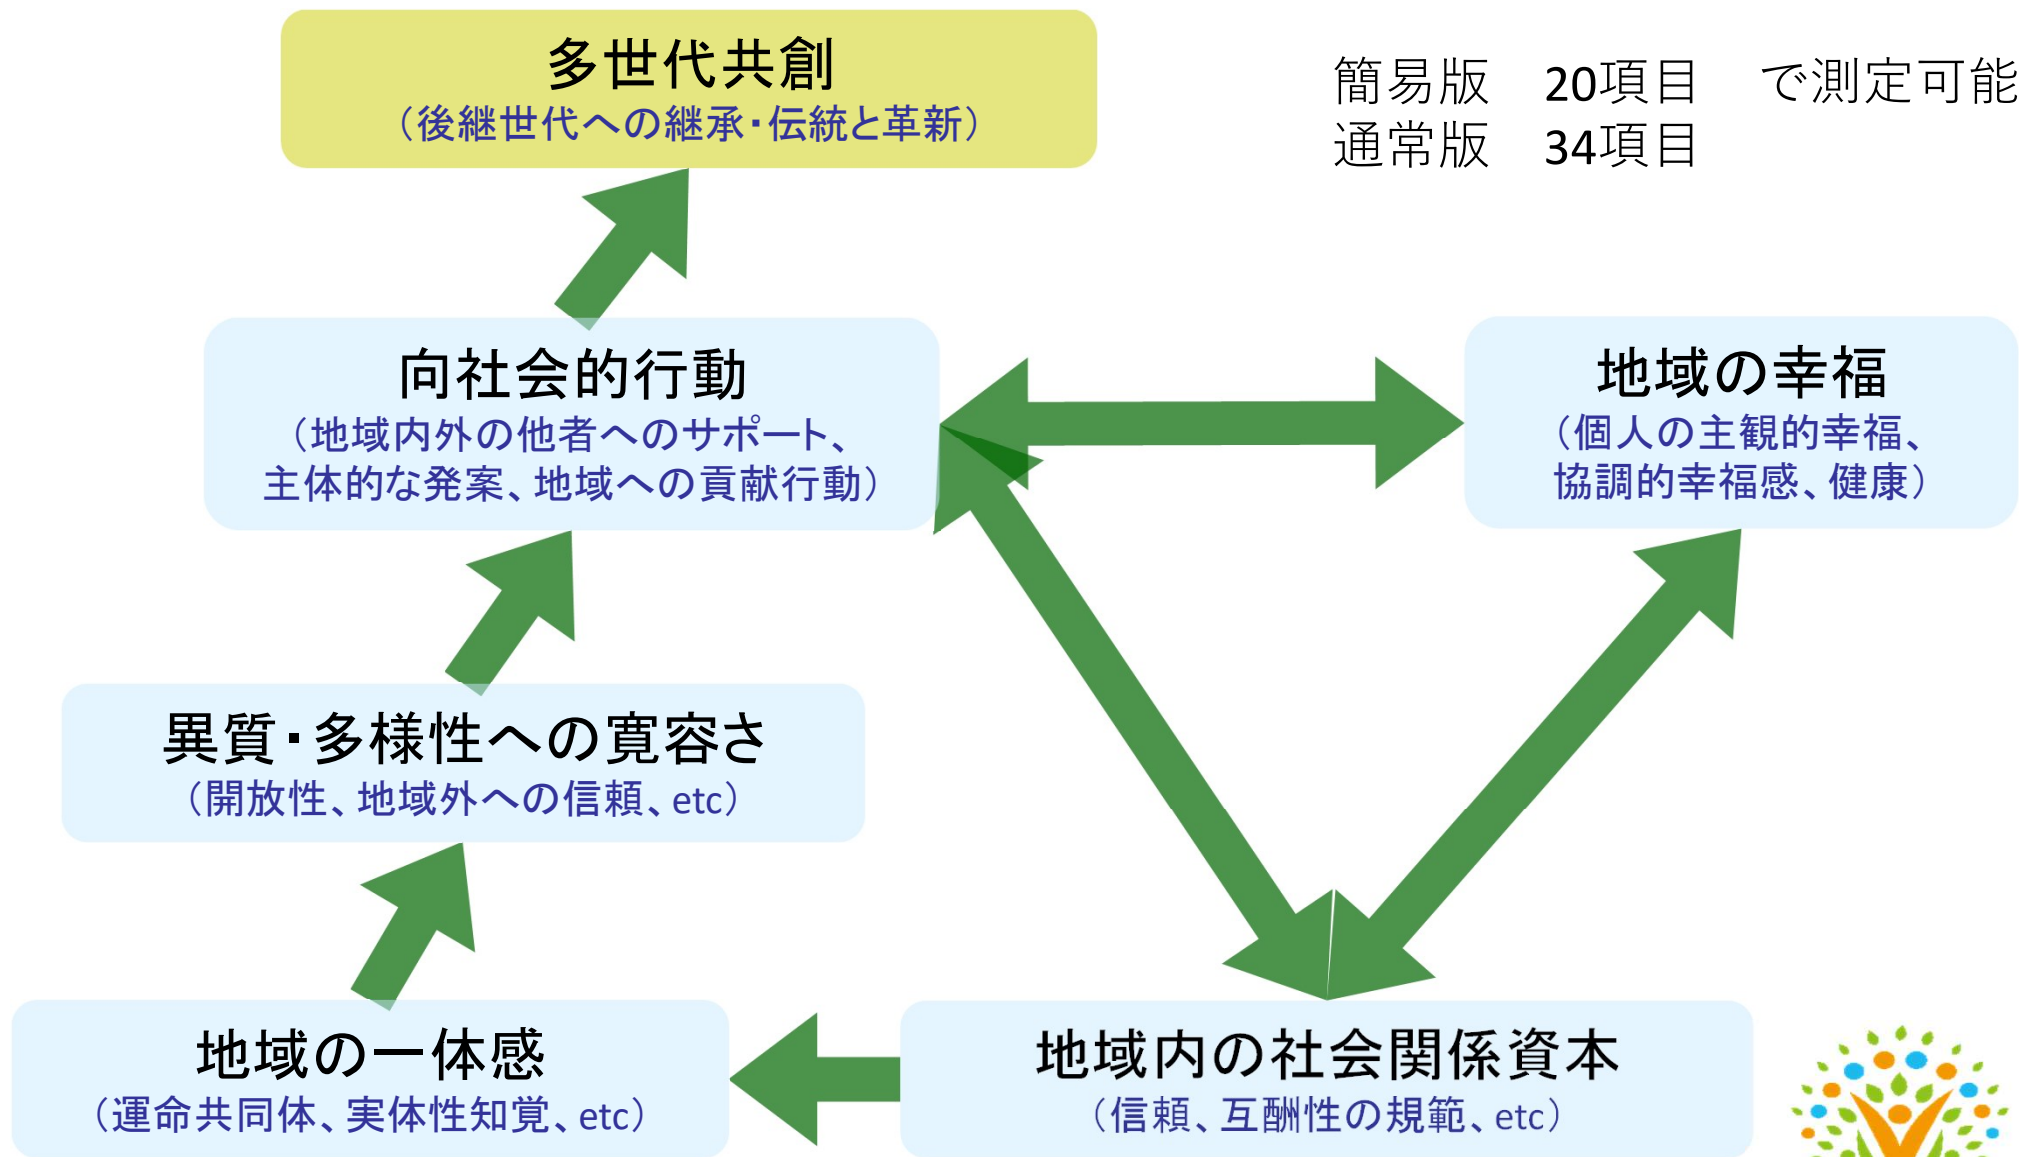 多世代共創
（後継世代への継承・伝統と革新）
簡易版　20項目　で測定可能
通常版　34項目
向社会的行動
（地域内外の他者へのサポート、
主体的な発案、地域への貢献行動）
地域の幸福
（個人の主観的幸福、
協調的幸福感、健康）
異質・多様性への寛容さ
（開放性、地域外への信頼、etc）
地域の一体感
（運命共同体、実体性知覚、etc）
地域内の社会関係資本
（信頼、互酬性の規範、etc）